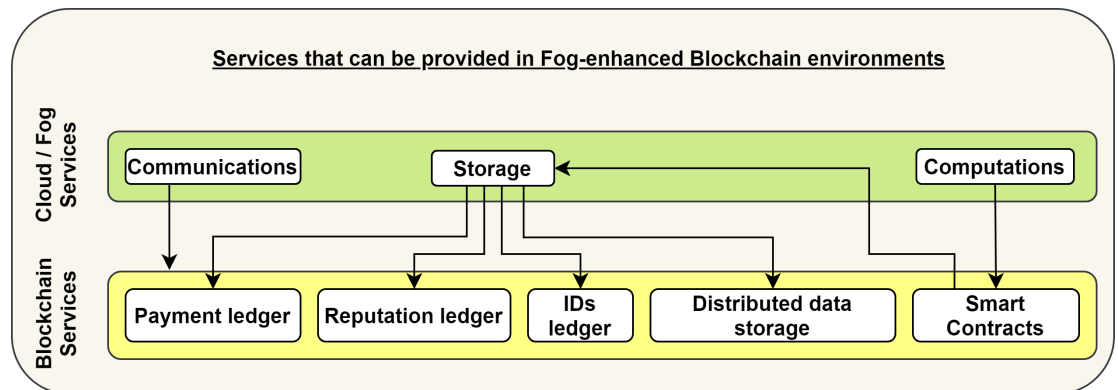 Services that can be provided in Fog-enhanced Blockchain environments
Cloud / Fog
Services
Communications
Storage
Computations
Blockchain
Services
Payment ledger
Reputation ledger
IDs
ledger
Distributed data
storage
Smart
Contracts